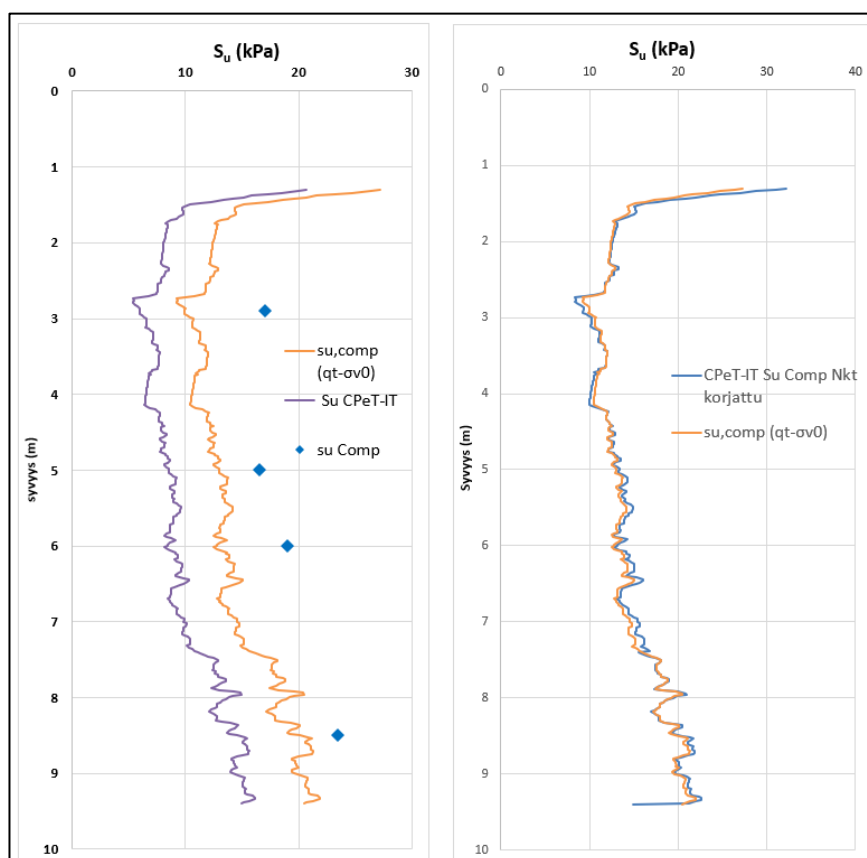 Su (kPa)
0 10 20 30
0
1
2
3
4
5
6
7
8
9
10
syvyys (m)
su,comp
(qt-σv0)
Su CPeT-IT
su Comp
Su (kPa)
0 10 20 30 40
0
1
2
3
4
5
6
7
8
9
10
Syvyys (m)
CPeT-IT Su Comp Nkt
korjattu
su,comp (qt-σv0)